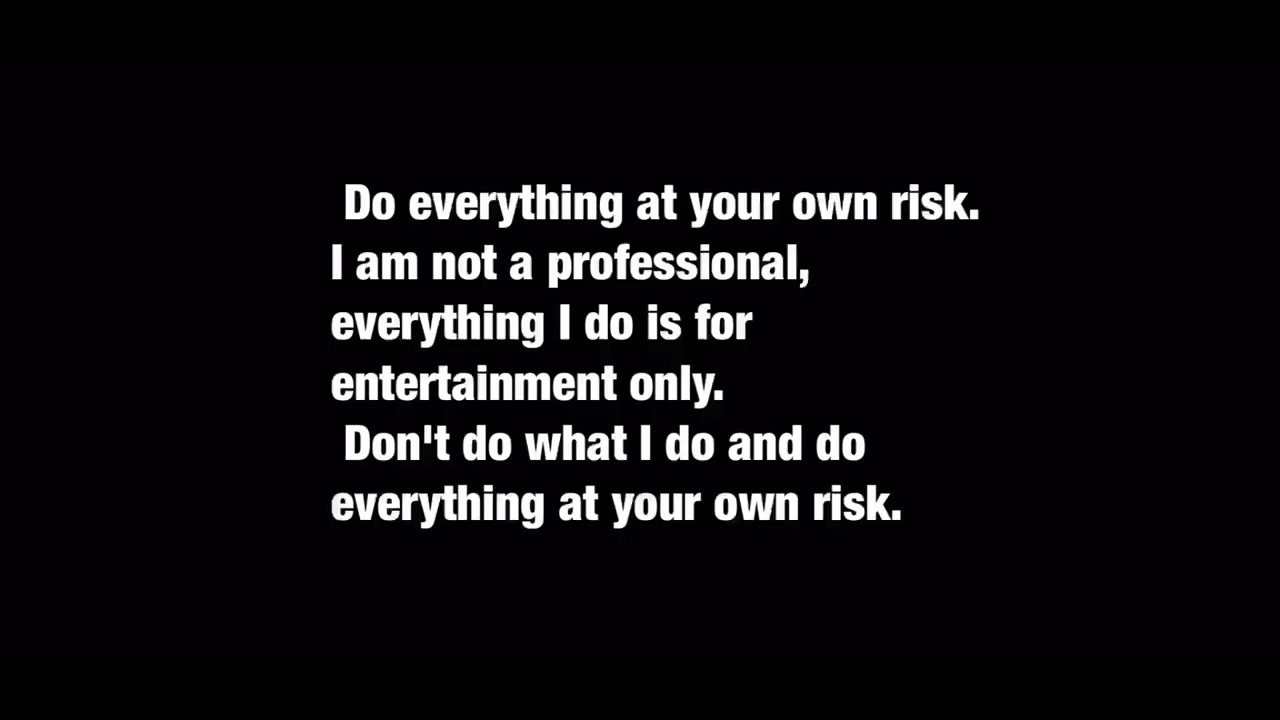 Do everything at your own risk.
I am not a professional,
everything I do is for
entertainment only.
Don't do what I do and do
everything at your own risk.